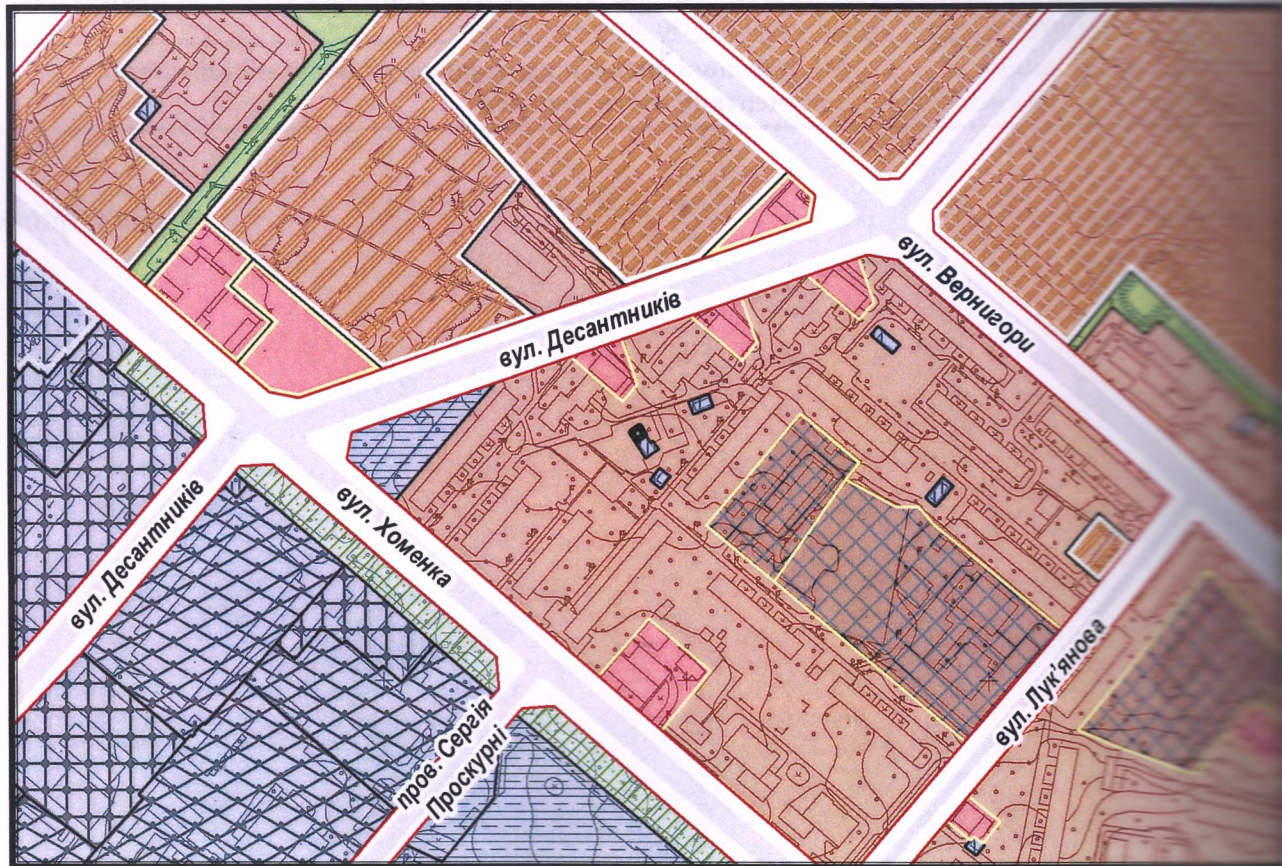 вул. Вернигори
вул. Десантників
вул. Десантників
вул. Хоменка
пров. Сергія
Проскурні
вул. Лук'янова